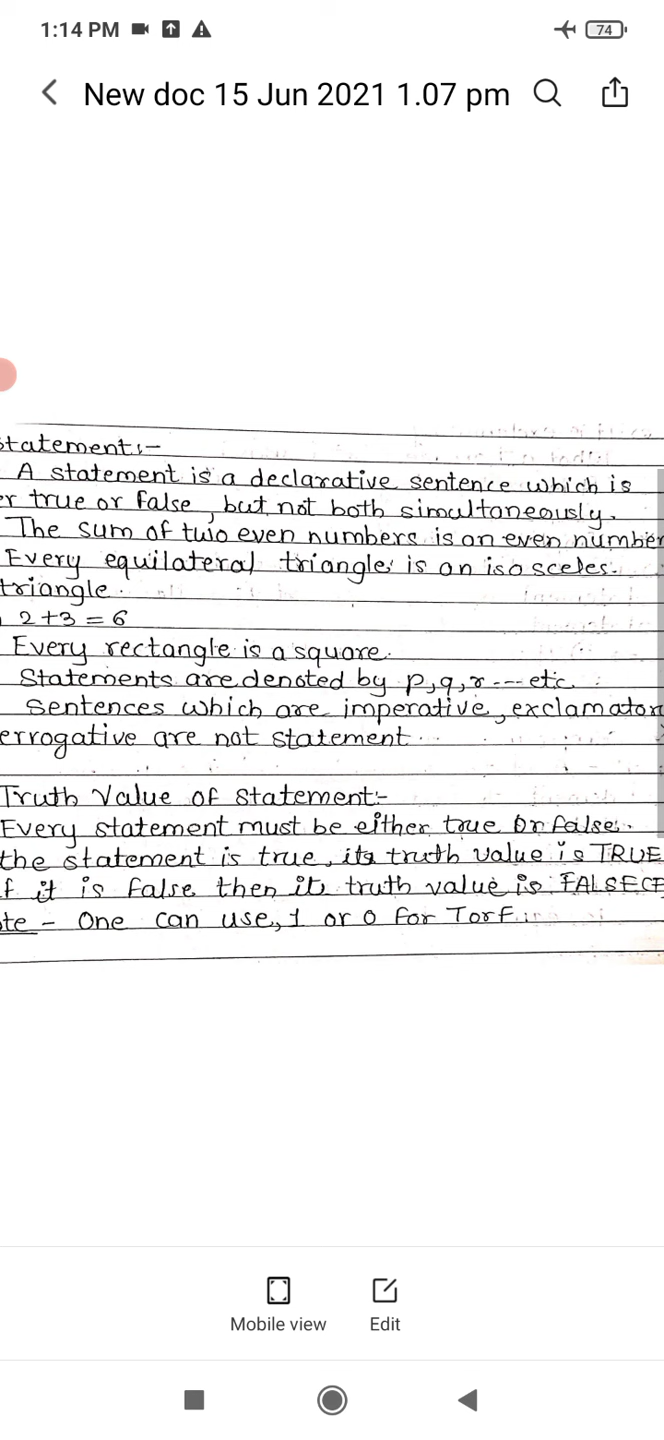 1:14 PM
74
New doc 15 Jun 2021 1.07 pm
statement:-
A statement is a declarative sentence which is
er true or false, but not both simultaneously.
The sum of two even numbers is an even number
Every equilateral triangle is an isosceles.
triangle.
2+3 = 6
Every rectangle is a square.
Statements are denoted by p,q,r --- etc.
Sentences which are imperative, exclamator
errogative are not statement.
Truth Value of statement:-
Every statement must be either true or false.
the statement is true, its truth value is TRUE
f it is false then its truth value is FALSE(F
ote - One can use, 1 or 0 for T or F.
Mobile view
Edit